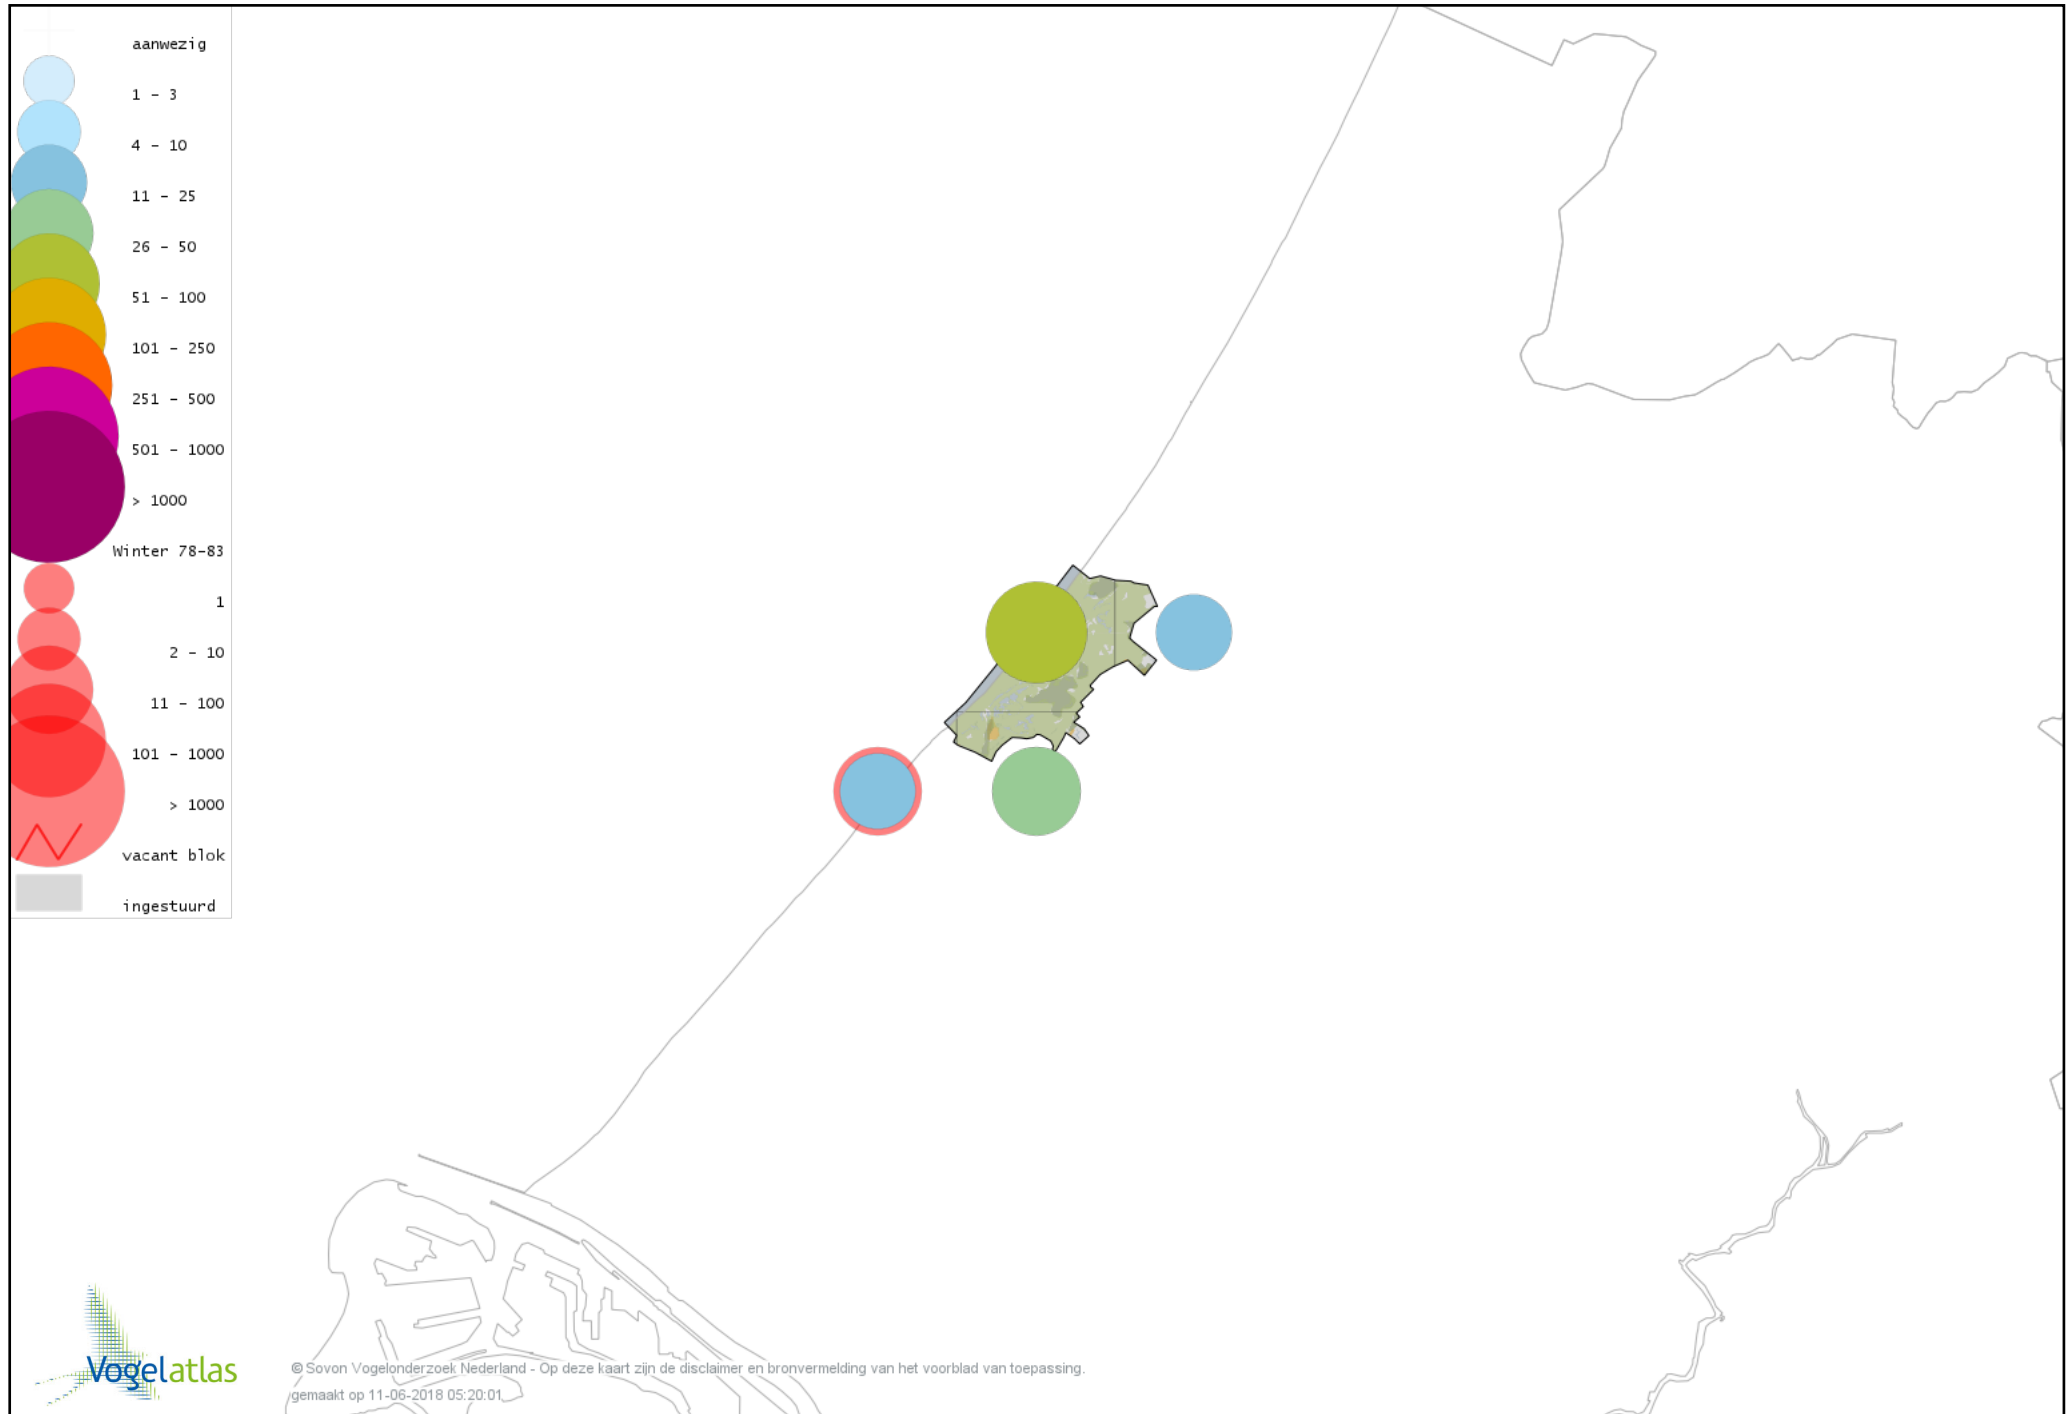 aanwezig
1 - 3
4 - 10
11 - 25
26 - 50
51 - 100
101 - 250
251 - 500
501 - 1000
> 1000
Winter 78-83
1
2 - 10
11 - 100
101 - 1000
> 1000
vacant blok
ingestuurd
Vogelatlas
© Sovon Vogelonderzoek Nederland - Op deze kaart zijn de disclaimer en bronvermelding van het voorblad van toepassing.
gemaakt op 11-06-2018 05:20:01